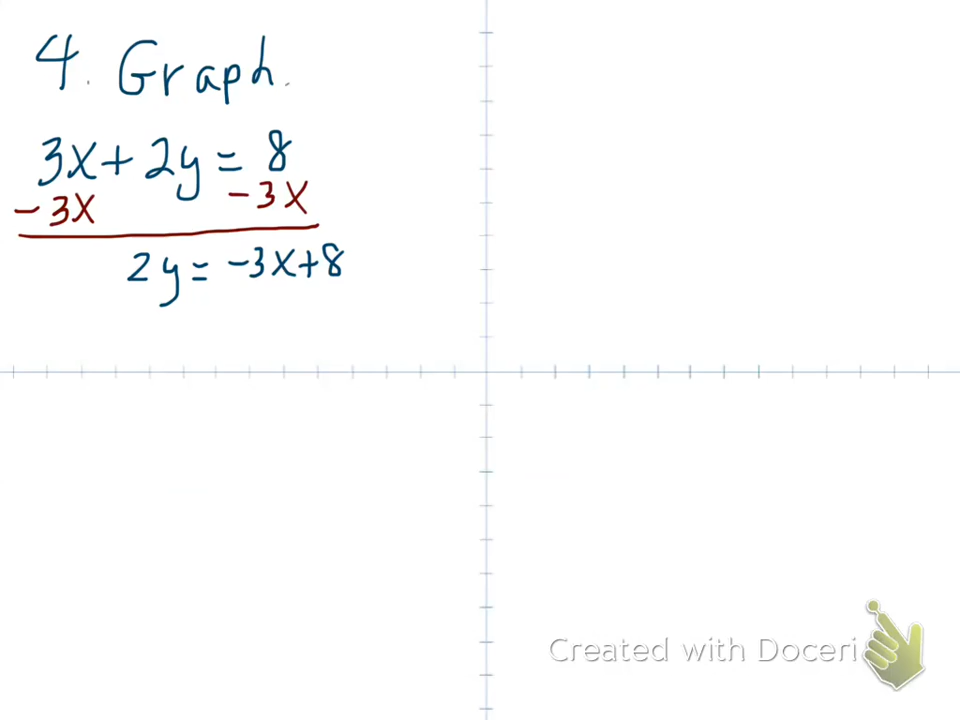 4. Graph.
3x+2y=8
-3x -3x
2y=-3x+8
Created with Doceri